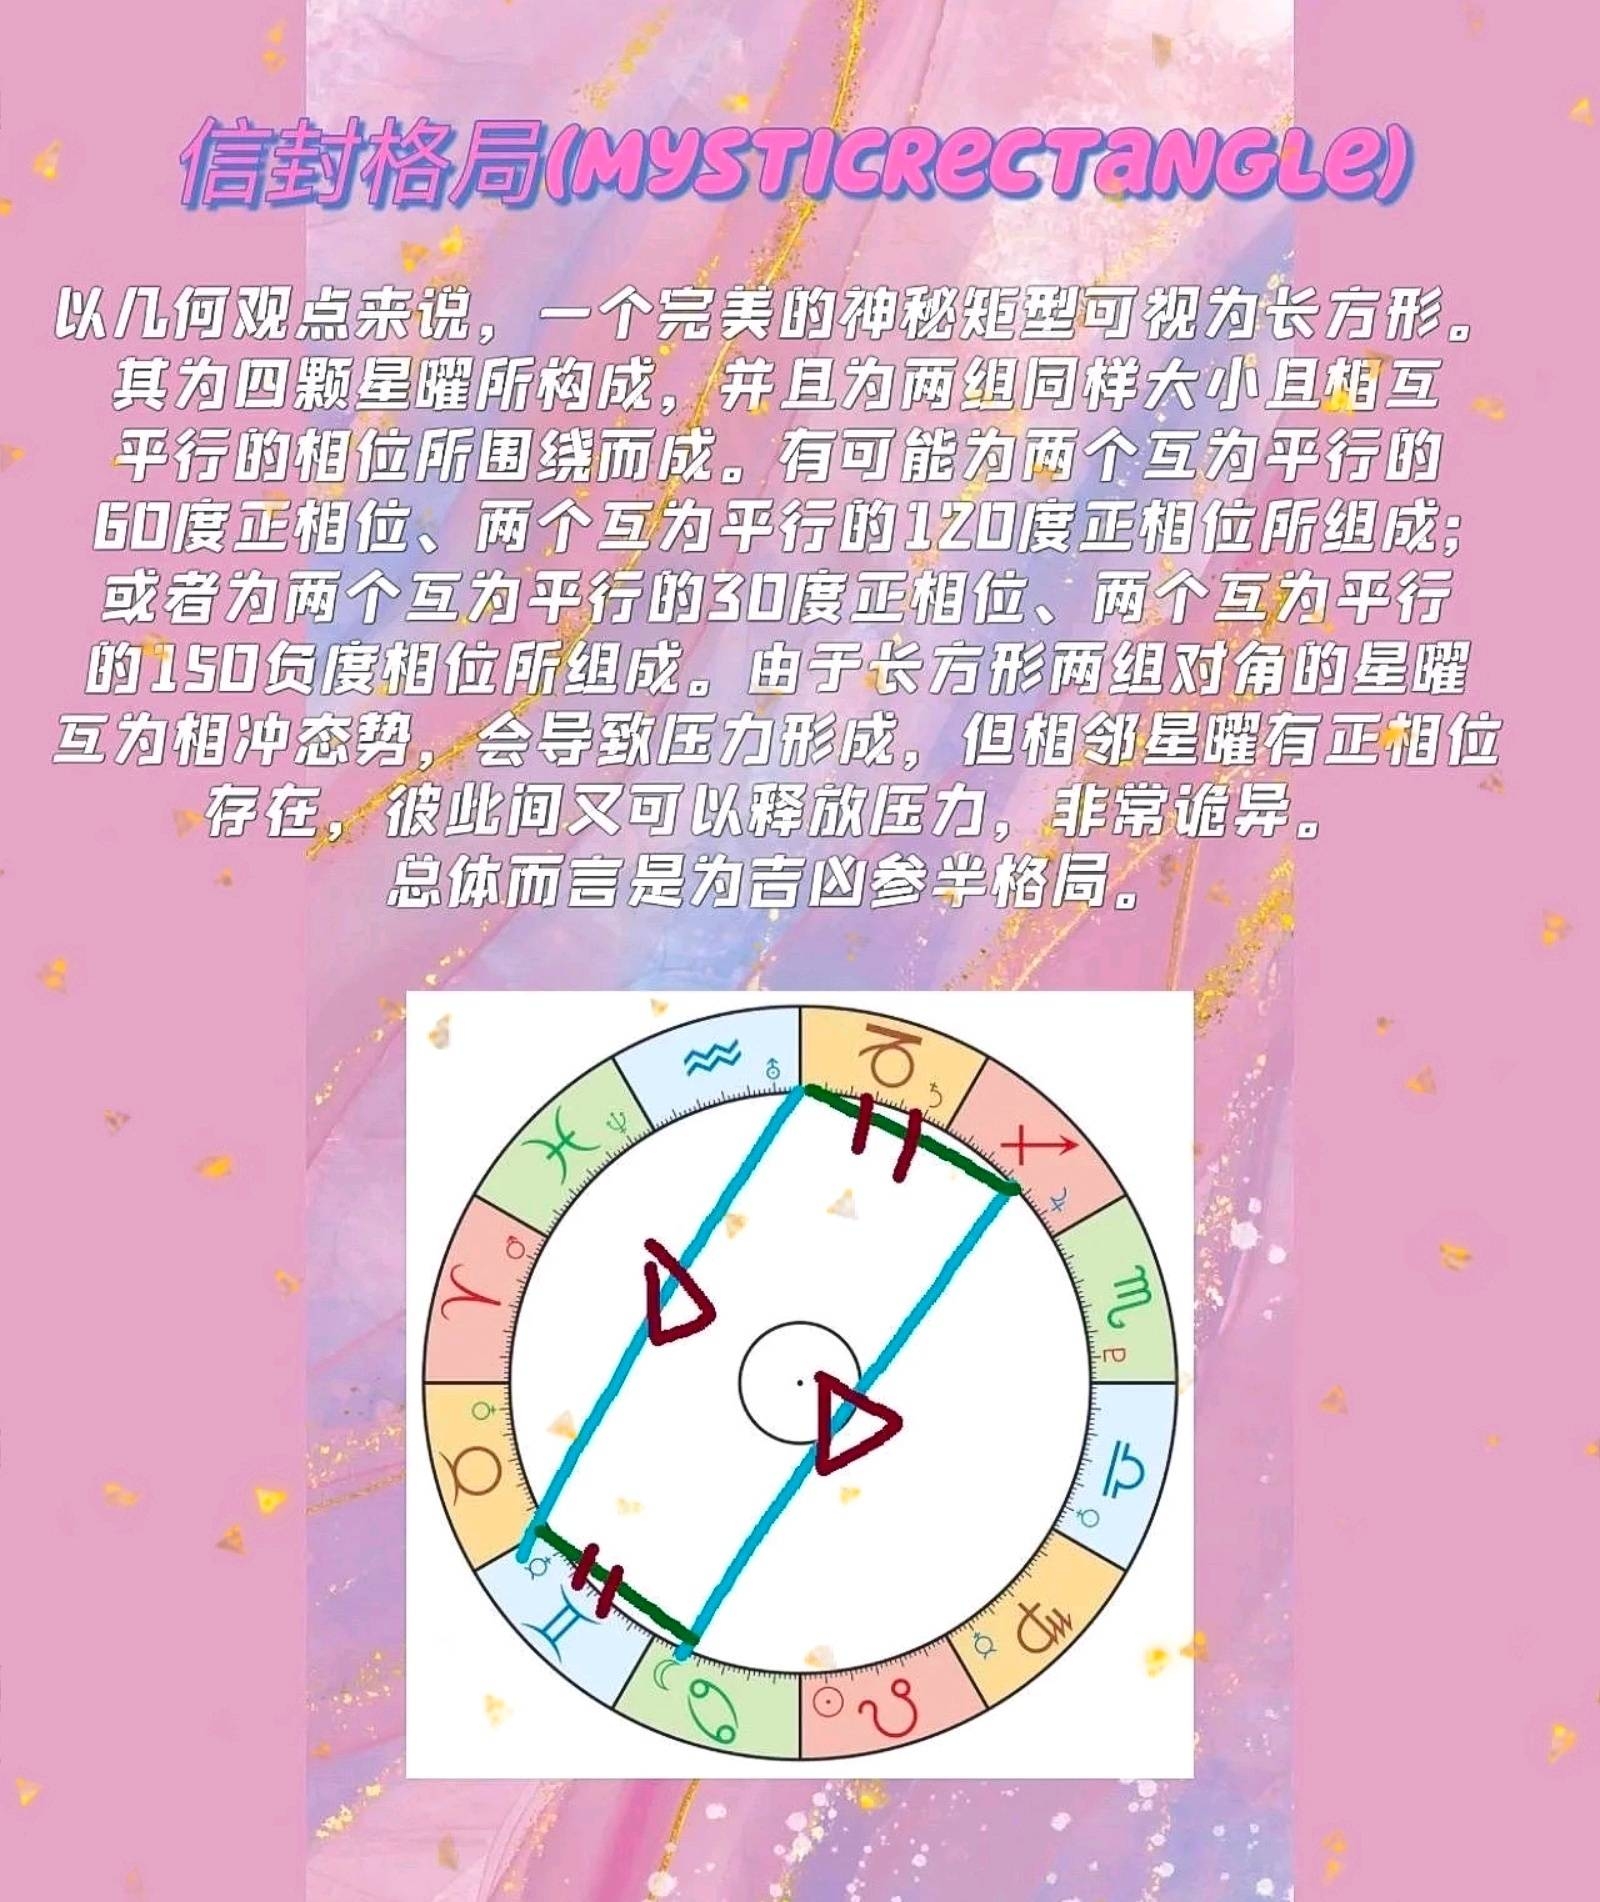 信封格局(MYSTICRECTANGLE)
以几何观点来说，一个完美的神秘矩型可视为长方形。
其为四颗星曜所构成，并且为两组同样大小且相互
平行的相位所围绕而成。有可能为两个互为平行的
60度正相位、两个互为平行的120度正相位所组成；
或者为两个互为平行的30度正相位、两个互为平行
的150负度相位所组成。由于长方形两组对角的星曜
互为相冲态势，会导致压力形成，但相邻星曜有正相位
存在，彼此间又可以释放压力，非常诡异。
总体而言是为吉凶参半格局。